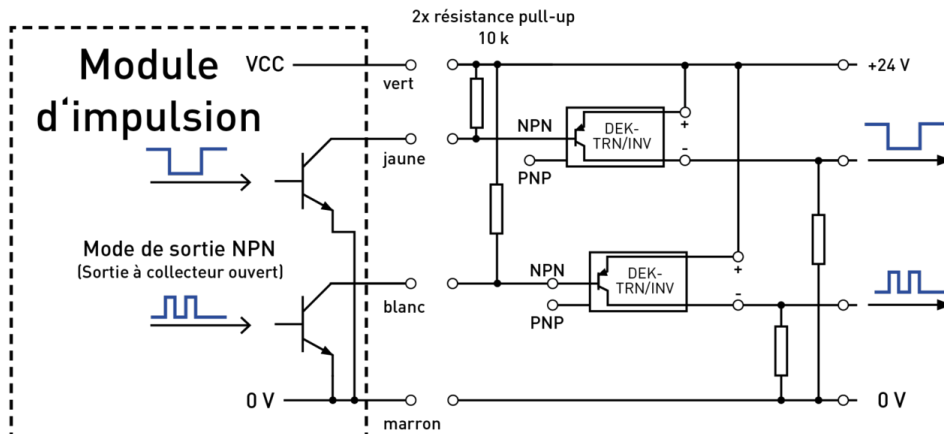 2x résistance pull-up
10 k
Module
d‘impulsion
VCC
vert
+24 V
NPN
DEK-
TRN/INV
+
-
PNP
jaune
Mode de sortie NPN
(Sortie à collecteur ouvert)
NPN
DEK-
TRN/INV
+
-
PNP
blanc
0 V
marron
0 V